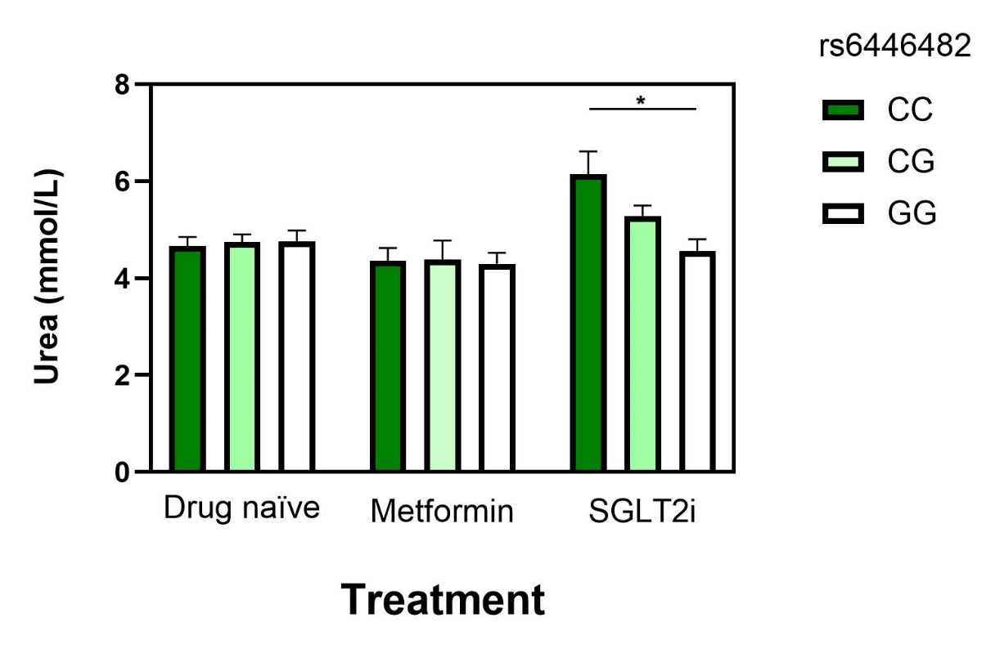 rs6446482
CC
CG
GG
8
6
4
2
0
Urea (mmol/L)
*
Drug naïve
Metformin
SGLT2i
Treatment